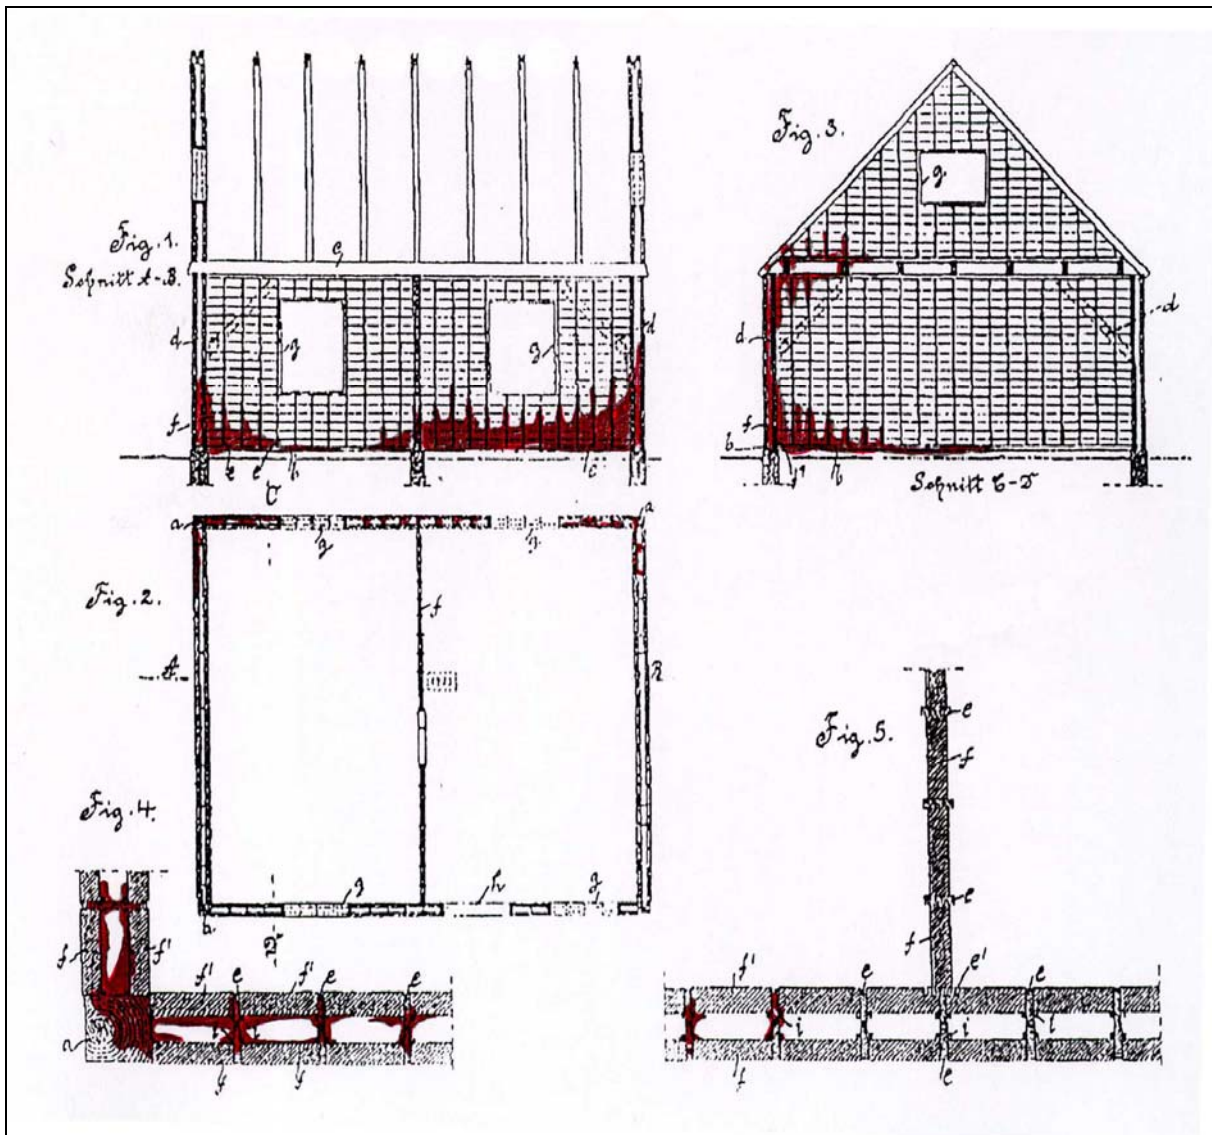 Fig. 1.
Schnitt A-B.
c
d
g
g
d
f
e
e'
b
e'
Fig. 3.
g
d
d
f
b
f'
b
Schnitt C-D
C
a
a
g
g
Fig. 2.
f
A
B
g
h
g
a
D
Fig. 4.
f
f'
f'
e
f'
e
e
i
i
a
f
f
Fig. 5.
e
f
e
f
f'
e
e'
e
i
i
i
f
e